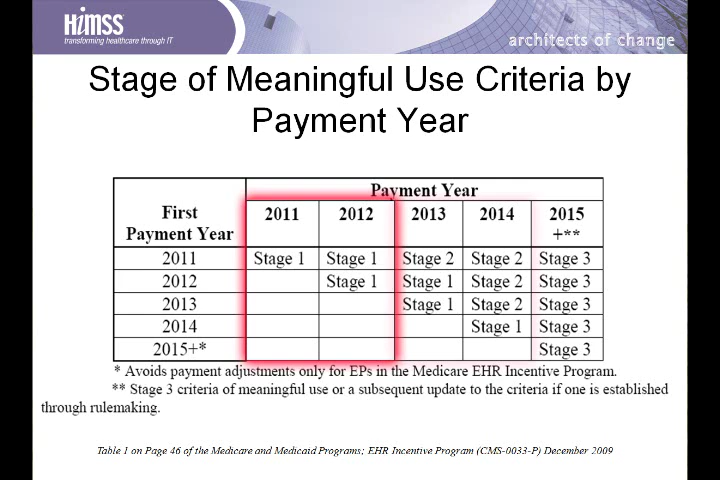 HiMSS
transforming healthcare through IT
architects of change
Stage of Meaningful Use Criteria by
Payment Year
Payment Year
First
Payment Year
2011 2012 2013 2014 2015
+**
2011 Stage 1 Stage 1 Stage 2 Stage 2 Stage 3
2012 Stage 1 Stage 1 Stage 2 Stage 3
2013 Stage 1 Stage 2 Stage 3
2014 Stage 1 Stage 3
2015+* Stage 3
* Avoids payment adjustments only for EPs in the Medicare EHR Incentive Program.
** Stage 3 criteria of meaningful use or a subsequent update to the criteria if one is established
through rulemaking.
Table 1 on Page 46 of the Medicare and Medicaid Programs; EHR Incentive Program (CMS-0033-P) December 2009